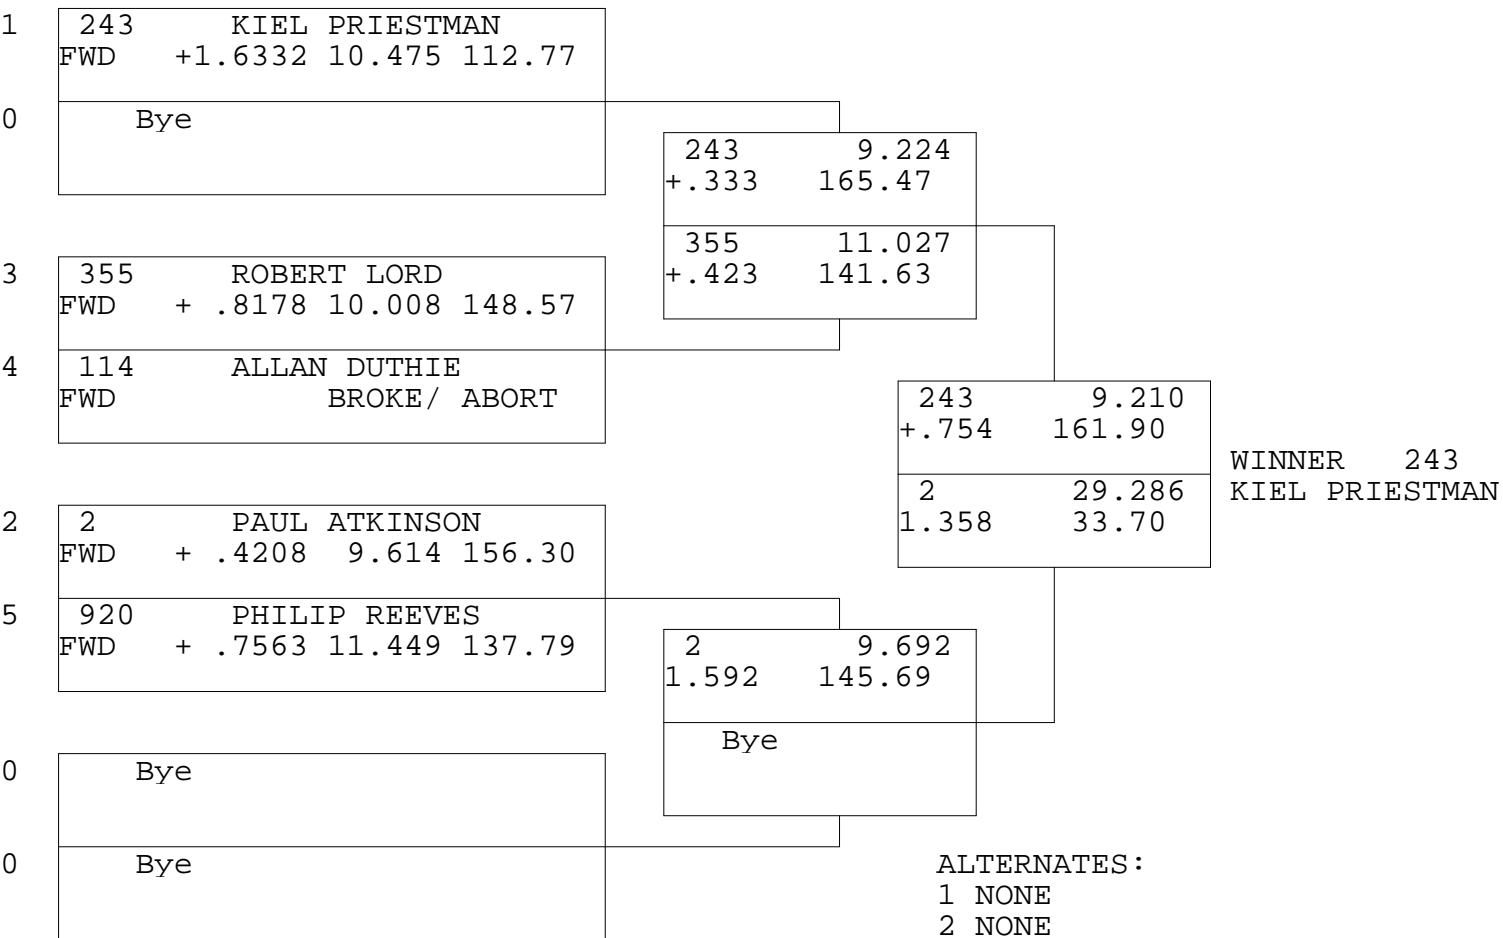 1 243 KIEL PRIESTMAN
FWD +1.6332 10.475 112.77
0 Bye
3 355 ROBERT LORD
FWD + .8178 10.008 148.57
4 114 ALLAN DUTHIE
FWD BROKE/ ABORT
2 2 PAUL ATKINSON
FWD + .4208 9.614 156.30
5 920 PHILIP REEVES
FWD + .7563 11.449 137.79
0 Bye
0 Bye
243 9.224
+.333 165.47
355 11.027
+.423 141.63
2 9.692
1.592 145.69
Bye
243 9.210
+.754 161.90
2 29.286
1.358 33.70
WINNER 243
KIEL PRIESTMAN
ALTERNATES:
1 NONE
2 NONE